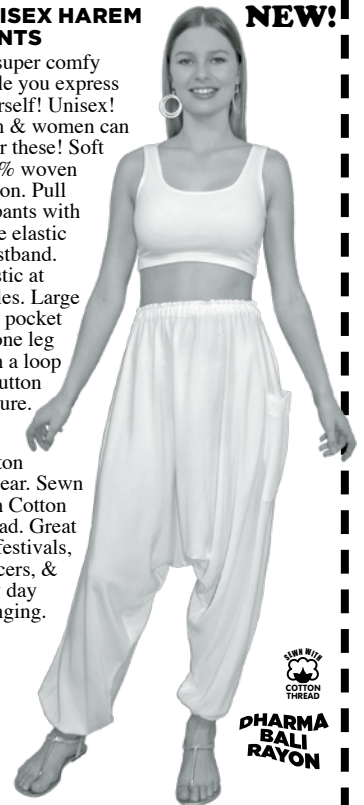 ISEX HAREM
NTS
super comfy
le you express
rself! Unisex!
n & women can
r these! Soft
% woven
on. Pull
pants with
e elastic
stband.
stic at
les. Large
pocket
one leg
h a loop
utton
ure.
ton
ear. Sewn
n Cotton
ad. Great
festivals,
cers, &
day
nging.
NEW!
SEWN WITH
COTTON
THREAD
DHARMA
BALI
RAYON